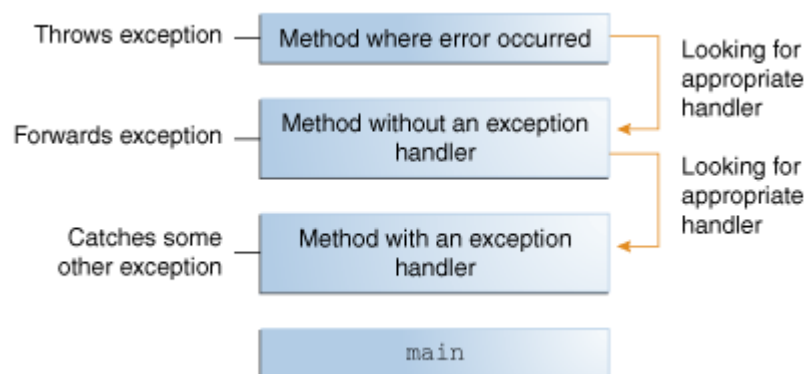 Throws exception
Method where error occurred
Looking for
appropriate
handler
Forwards exception
Method without an exception
handler
Looking for
appropriate
handler
Catches some
other exception
Method with an exception
handler
main